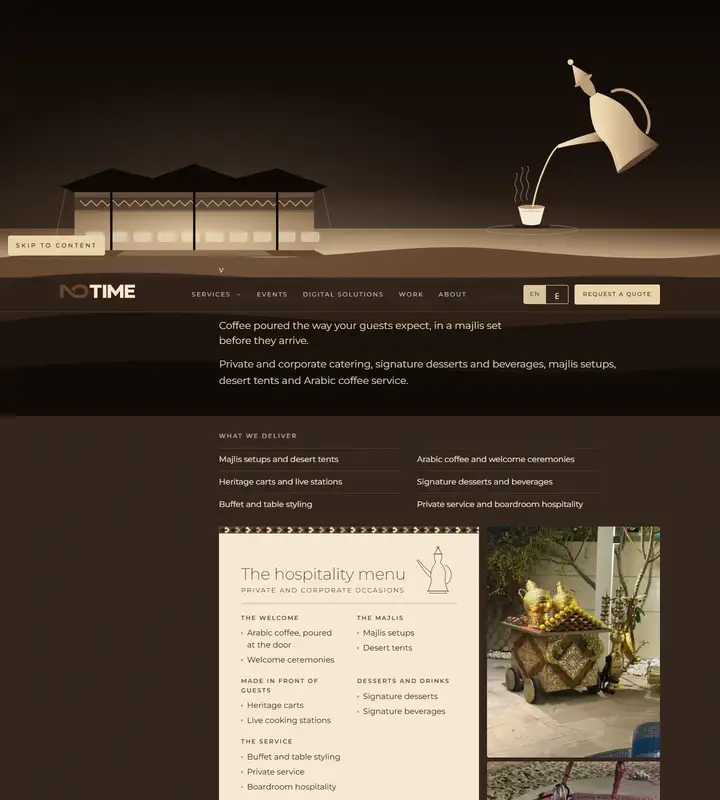 SKIP TO CONTENT
V
NOTIME
SERVICES
EVENTS
DIGITAL SOLUTIONS
WORK
ABOUT
EN
ع
REQUEST A QUOTE
Coffee poured the way your guests expect, in a majlis set
before they arrive.
Private and corporate catering, signature desserts and beverages, majlis setups,
desert tents and Arabic coffee service.
WHAT WE DELIVER
Majlis setups and desert tents
Arabic coffee and welcome ceremonies
Heritage carts and live stations
Signature desserts and beverages
Buffet and table styling
Private service and boardroom hospitality
The hospitality menu
PRIVATE AND CORPORATE OCCASIONS
THE WELCOME
Arabic coffee, poured
at the door
Welcome ceremonies
THE MAJLIS
Majlis setups
Desert tents
MADE IN FRONT OF
GUESTS
Heritage carts
Live cooking stations
DESSERTS AND DRINKS
Signature desserts
Signature beverages
THE SERVICE
Buffet and table styling
Private service
Boardroom hospitality